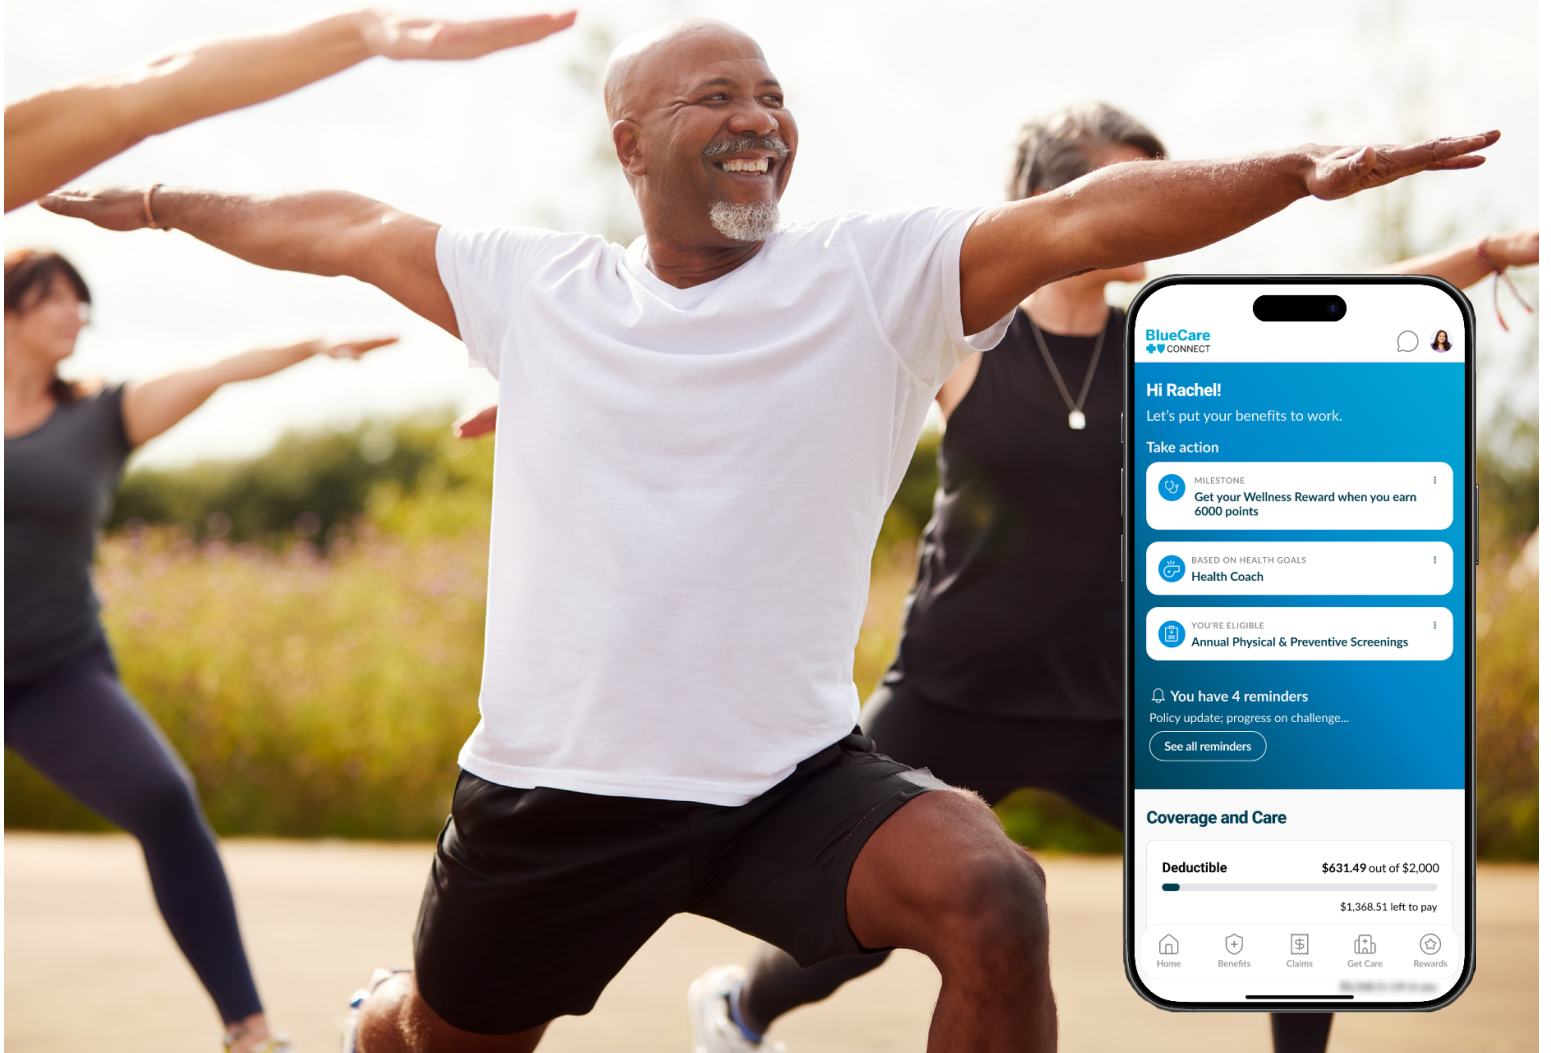 BlueCare
CONNECT
Hi Rachel!
Let's put your benefits to work.
Take action
MILESTONE
Get your Wellness Reward when you earn
6000 points
BASED ON HEALTH GOALS
Health Coach
YOU'RE ELIGIBLE
Annual Physical & Preventive Screenings
You have 4 reminders
Policy update; progress on challenge...
See all reminders
Coverage and Care
Deductible $631.49 out of $2,000
$1,368.51 left to pay
Home Benefits Claims Get Care Rewards